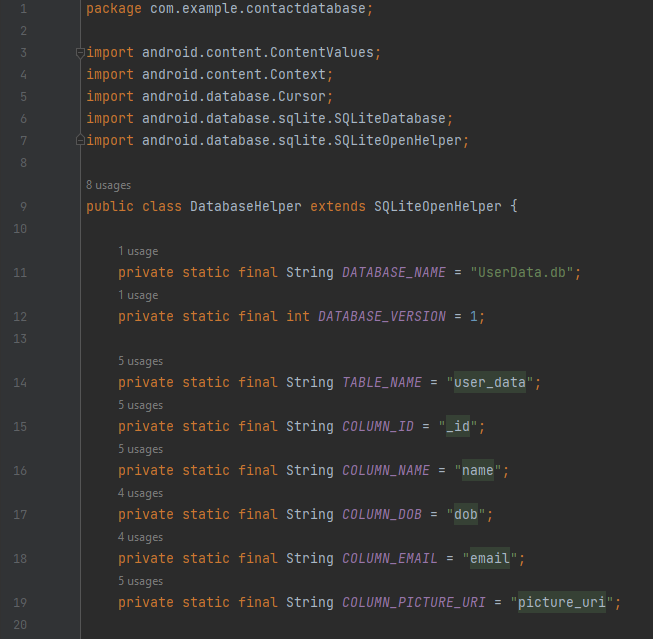 1 package com.example.contactdatabase;
2
3 import android.content.ContentValues;
4 import android.content.Context;
5 import android.database.Cursor;
6 import android.database.sqlite.SQLiteDatabase;
7 import android.database.sqlite.SQLiteOpenHelper;
8
8 usages
9 public class DatabaseHelper extends SQLiteOpenHelper {
10
1 usage
11 private static final String DATABASE_NAME = "UserData.db";
1 usage
12 private static final int DATABASE_VERSION = 1;
13
5 usages
14 private static final String TABLE_NAME = "user_data";
5 usages
15 private static final String COLUMN_ID = "_id";
5 usages
16 private static final String COLUMN_NAME = "name";
4 usages
17 private static final String COLUMN_DOB = "dob";
4 usages
18 private static final String COLUMN_EMAIL = "email";
5 usages
19 private static final String COLUMN_PICTURE_URI = "picture_uri";
20